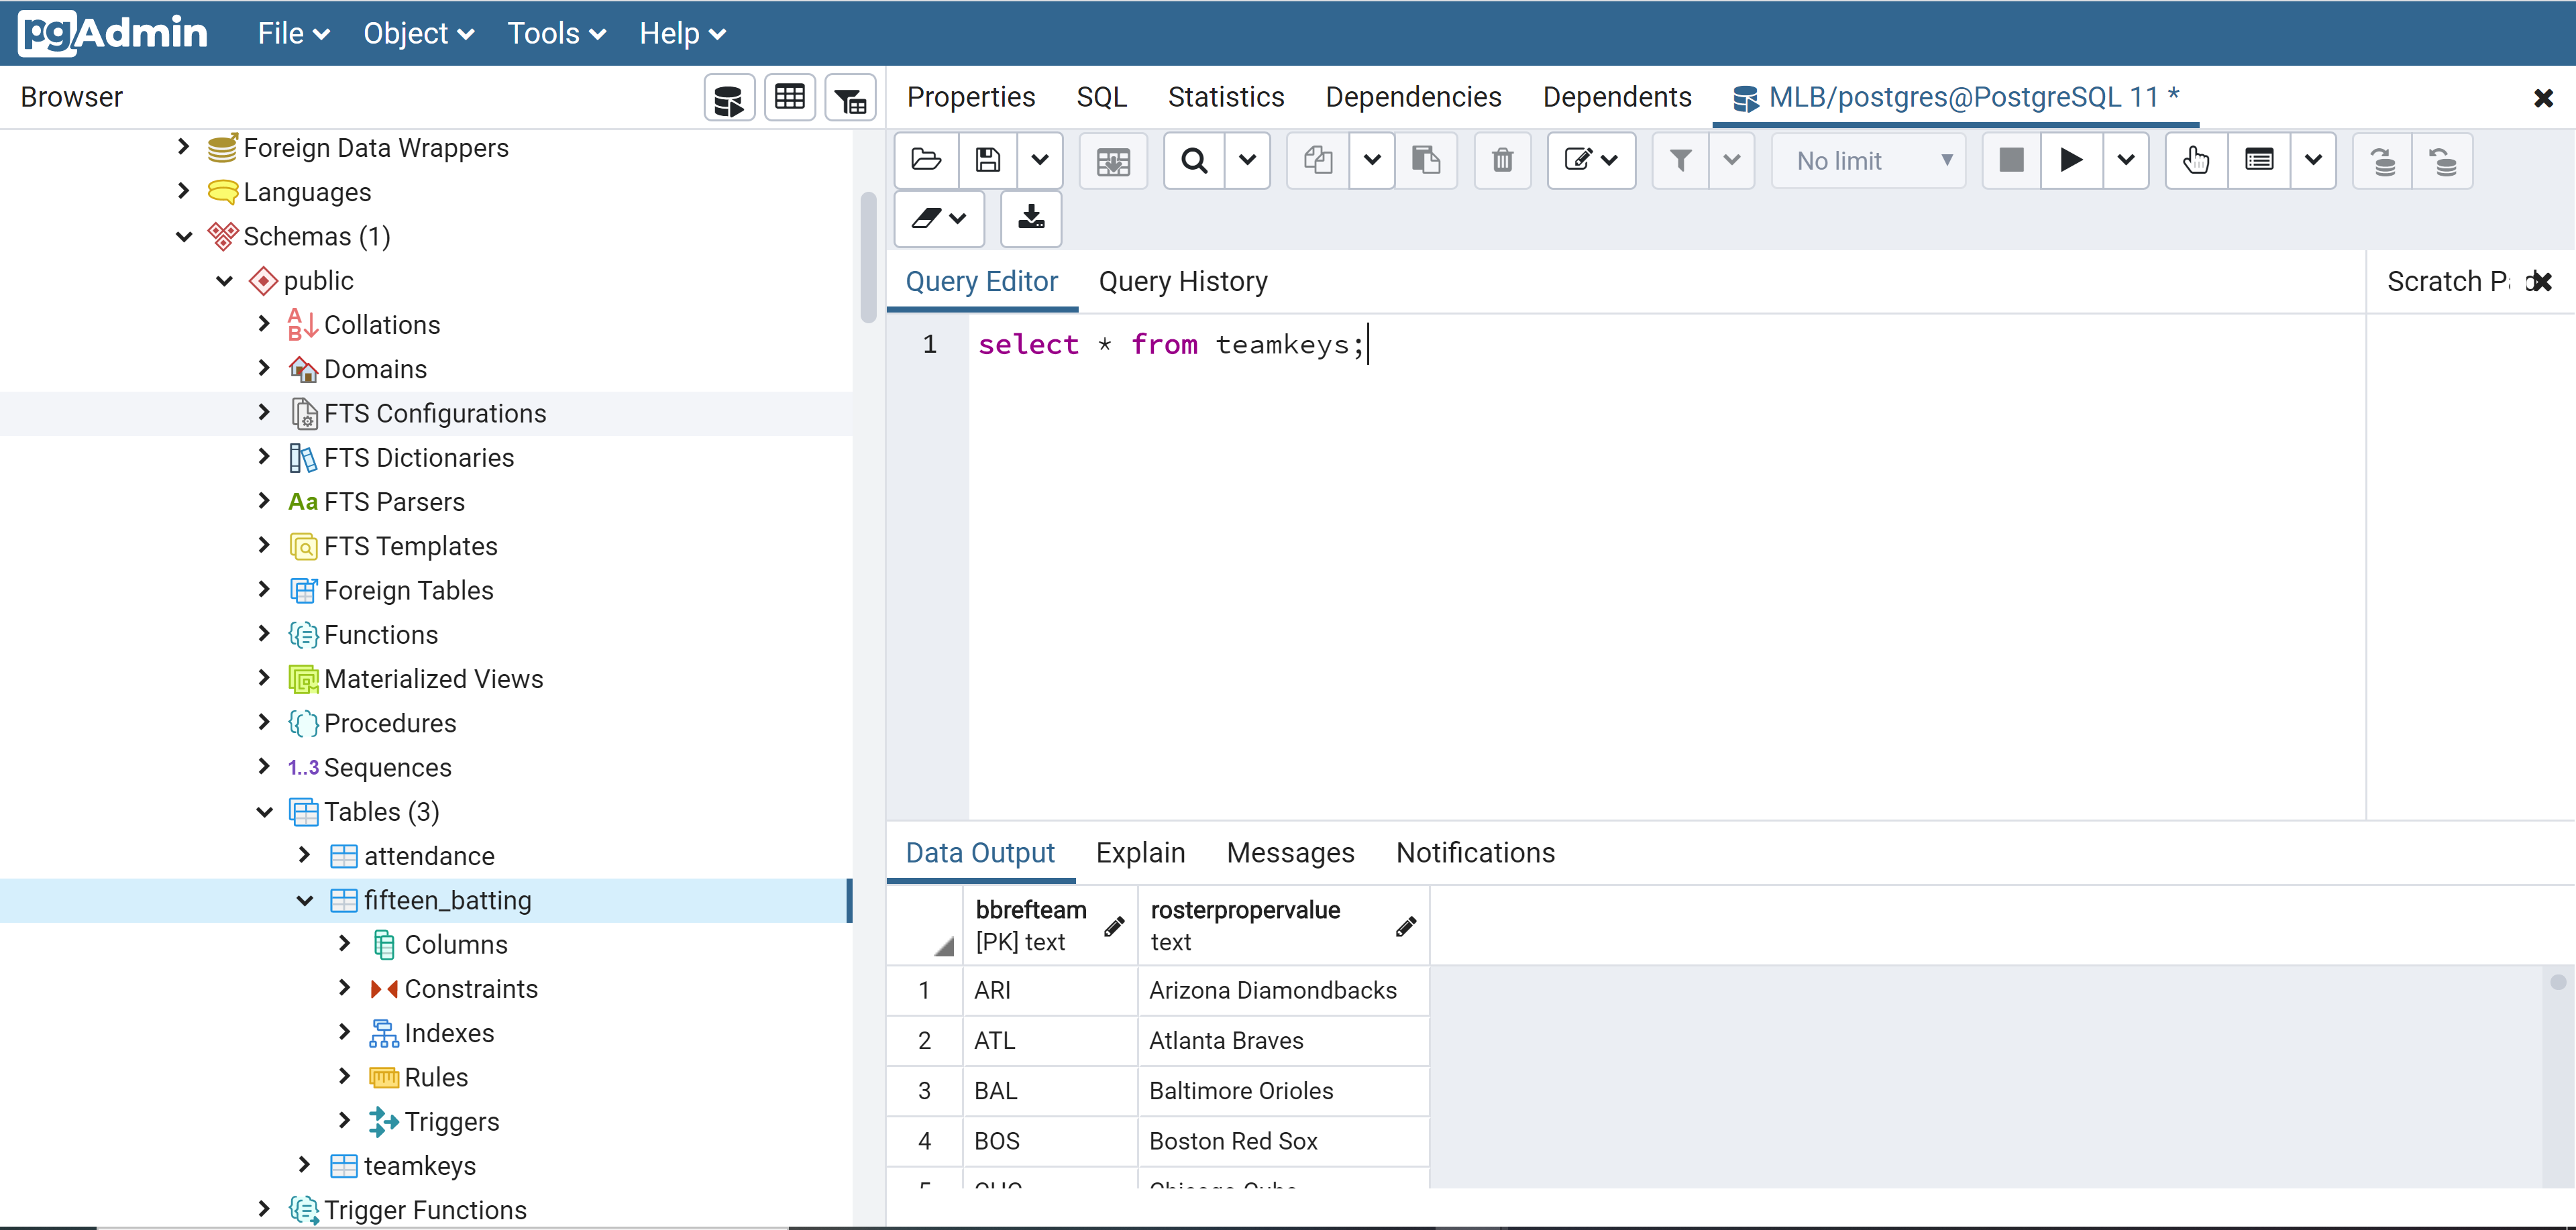 pgAdmin File Object Tools Help
Browser
Properties SQL Statistics Dependencies Dependents MLB/postgres@PostgreSQL 11 *
Foreign Data Wrappers
Languages
Schemas (1)
public
Collations
Domains
FTS Configurations
FTS Dictionaries
Aa FTS Parsers
FTS Templates
Foreign Tables
Functions
Materialized Views
Procedures
1..3 Sequences
Tables (3)
attendance
fifteen_batting
Columns
Constraints
Indexes
Rules
Triggers
teamkeys
Trigger Functions
No limit
Query Editor Query History
Scratch
1 select * from teamkeys;
Data Output Explain Messages Notifications
bbrefteam rosterpropervalue
[PK] text text
1 ARI Arizona Diamondbacks
2 ATL Atlanta Braves
3 BAL Baltimore Orioles
4 BOS Boston Red Sox